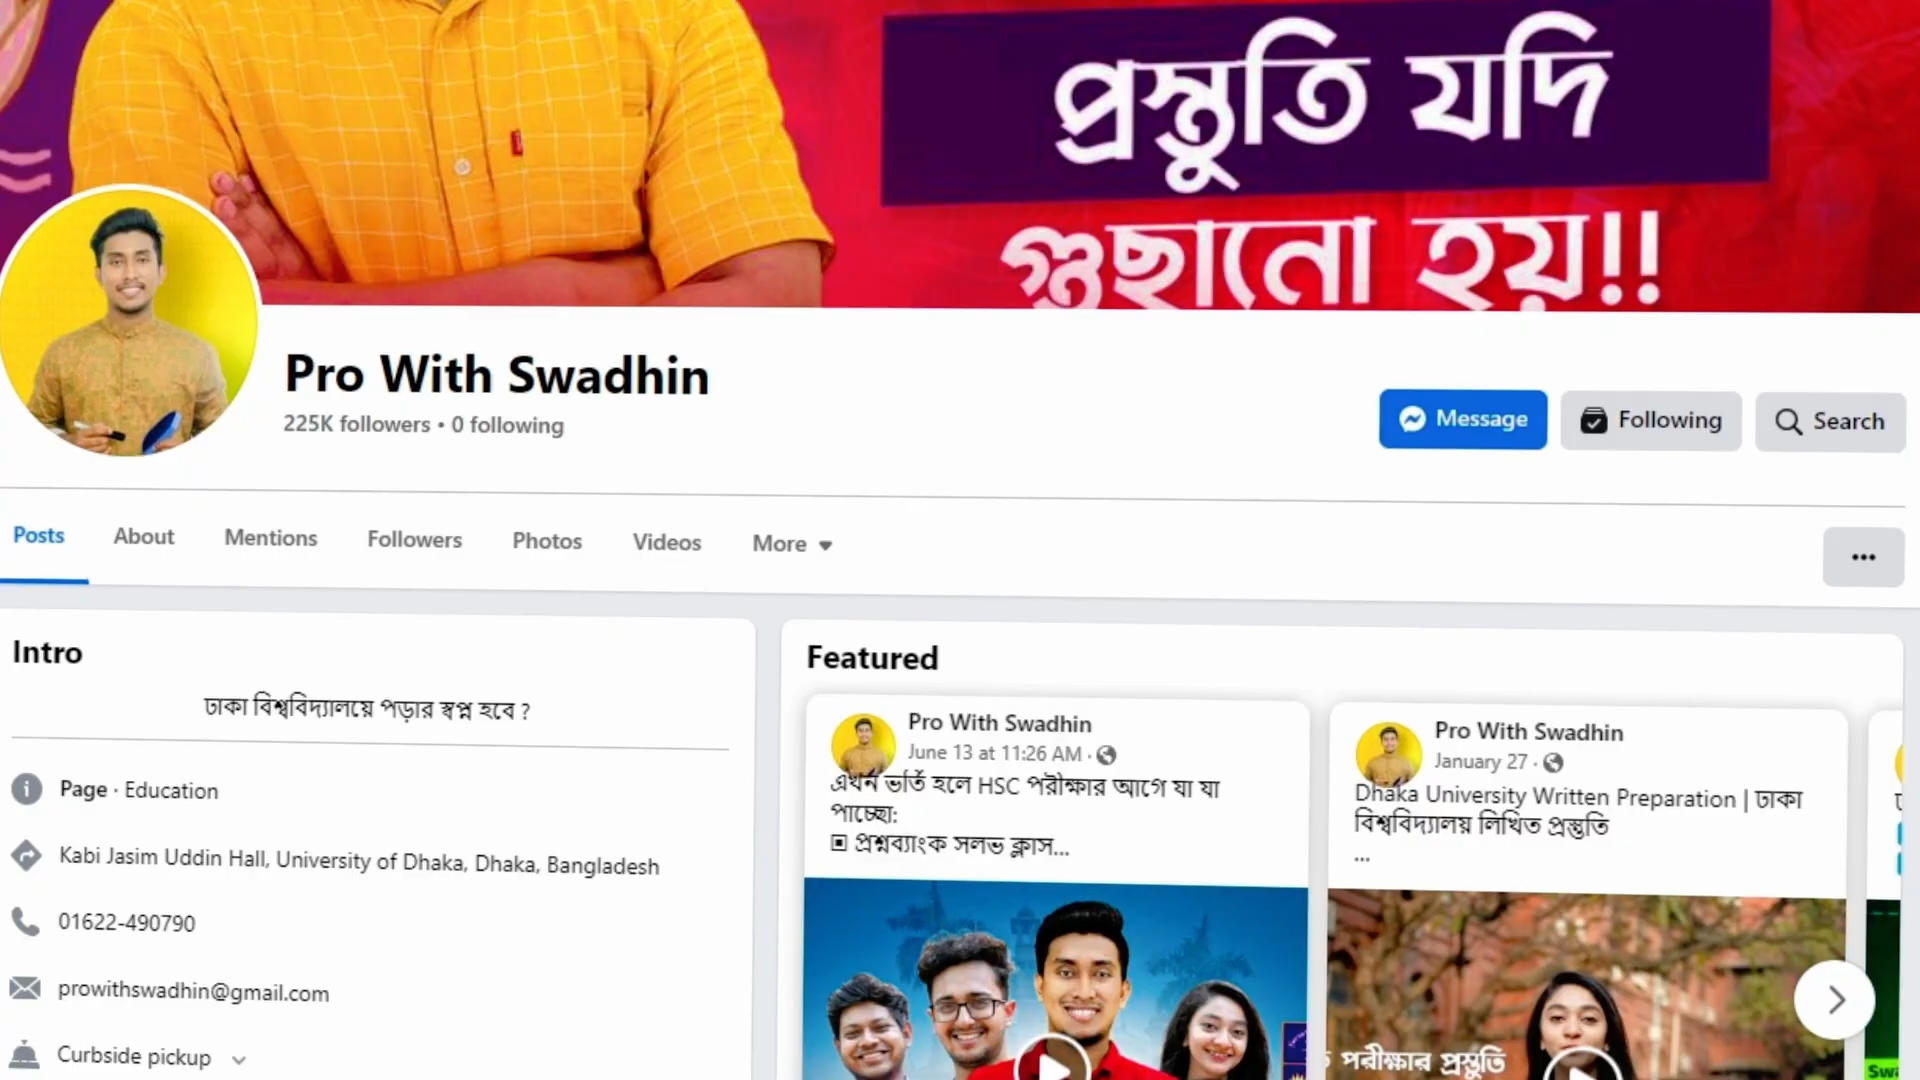 প্রস্তুতি যদি
গুছানো হয়!!
Pro With Swadhin
225K followers • 0 following
Message
Following
Search
Posts
About
Mentions
Followers
Photos
Videos
More
Intro
ঢাকা বিশ্ববিদ্যালয়ে পড়ার স্বপ্ন হবে ?
Page · Education
Kabi Jasim Uddin Hall, University of Dhaka, Dhaka, Bangladesh
01622-490790
prowithswadhin@gmail.com
Curbside pickup
Featured
Pro With Swadhin
June 13 at 11:26 AM ·
এখন ভর্তি হলে HSC পরীক্ষার আগে যা যা
পাচ্ছো:
▣ প্রশ্নব্যাংক সলভ ক্লাস...
Pro With Swadhin
January 27 ·
Dhaka University Written Preparation | ঢাকা
বিশ্ববিদ্যালয় লিখিত প্রস্তুতি
...
পরীক্ষার প্রস্তুতি